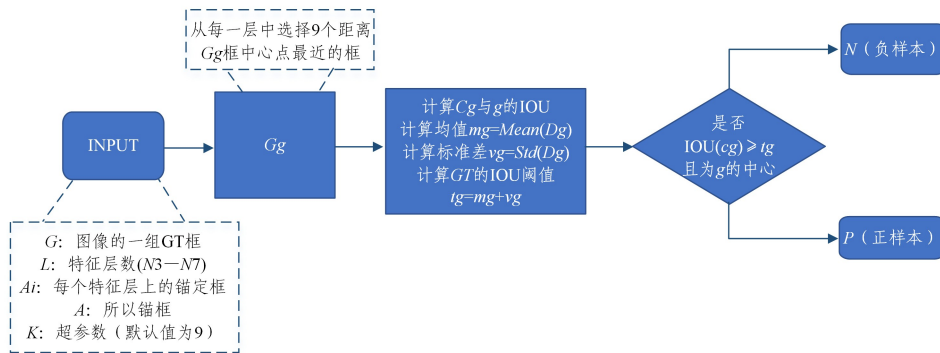 从每一层中选择9个距离
Gg框中心点最近的框
INPUT
Gg
计算Cg与g的IOU
计算均值mg=Mean(Dg)
计算标准差vg=Std(Dg)
计算GT的IOU阈值
tg=mg+vg
是否
IOU(cg)⩾tg
且为g的中心
N（负样本）
P（正样本）
G：图像的一组GT框
L：特征层数(N3—N7)
Ai：每个特征层上的锚定框
A：所以锚框
K：超参数（默认值为9）